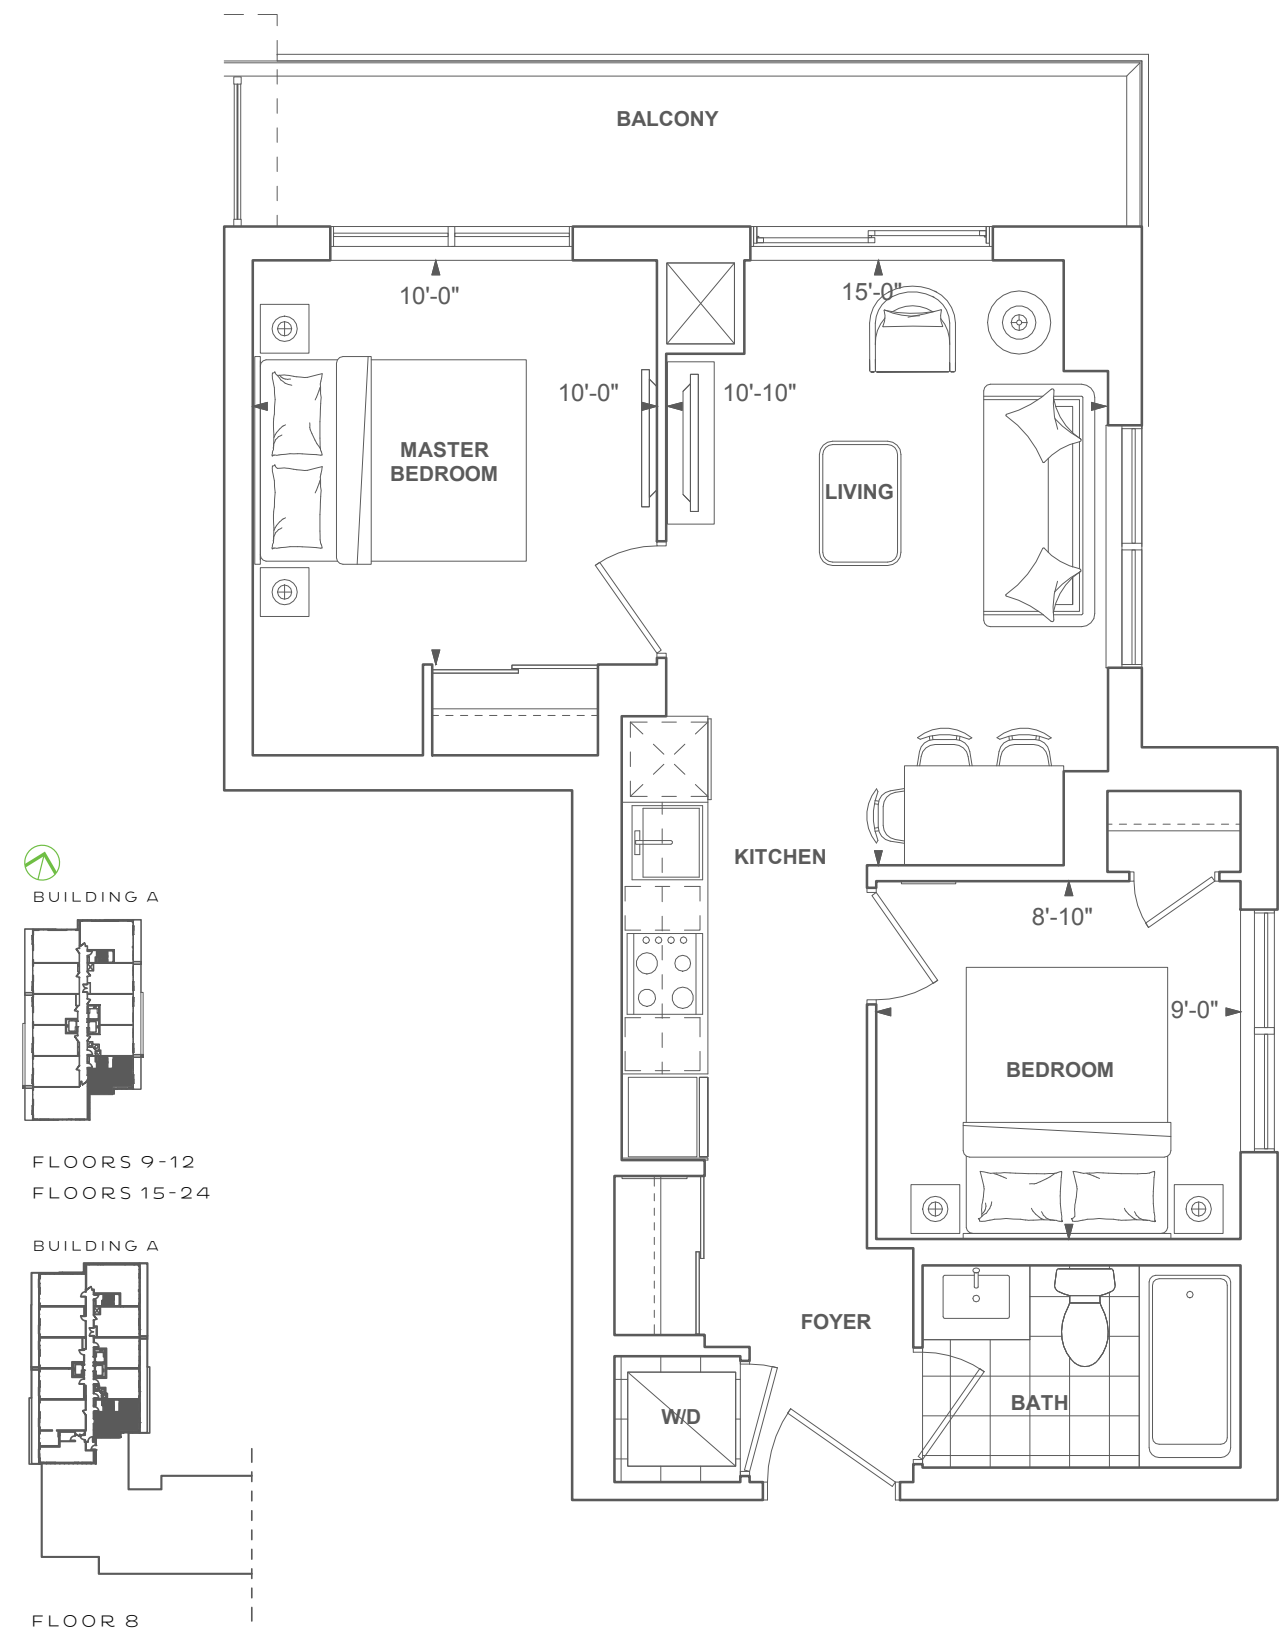 BALCONY
10'-0"
15'-0"
10'-0"
10'-10"
MASTER
BEDROOM
LIVING
KITCHEN
BUILDING A
8'-10"
9'-0"
BEDROOM
FLOORS 9-12
FLOORS 15-24
BUILDING A
FOYER
BATH
W/D
FLOOR 8